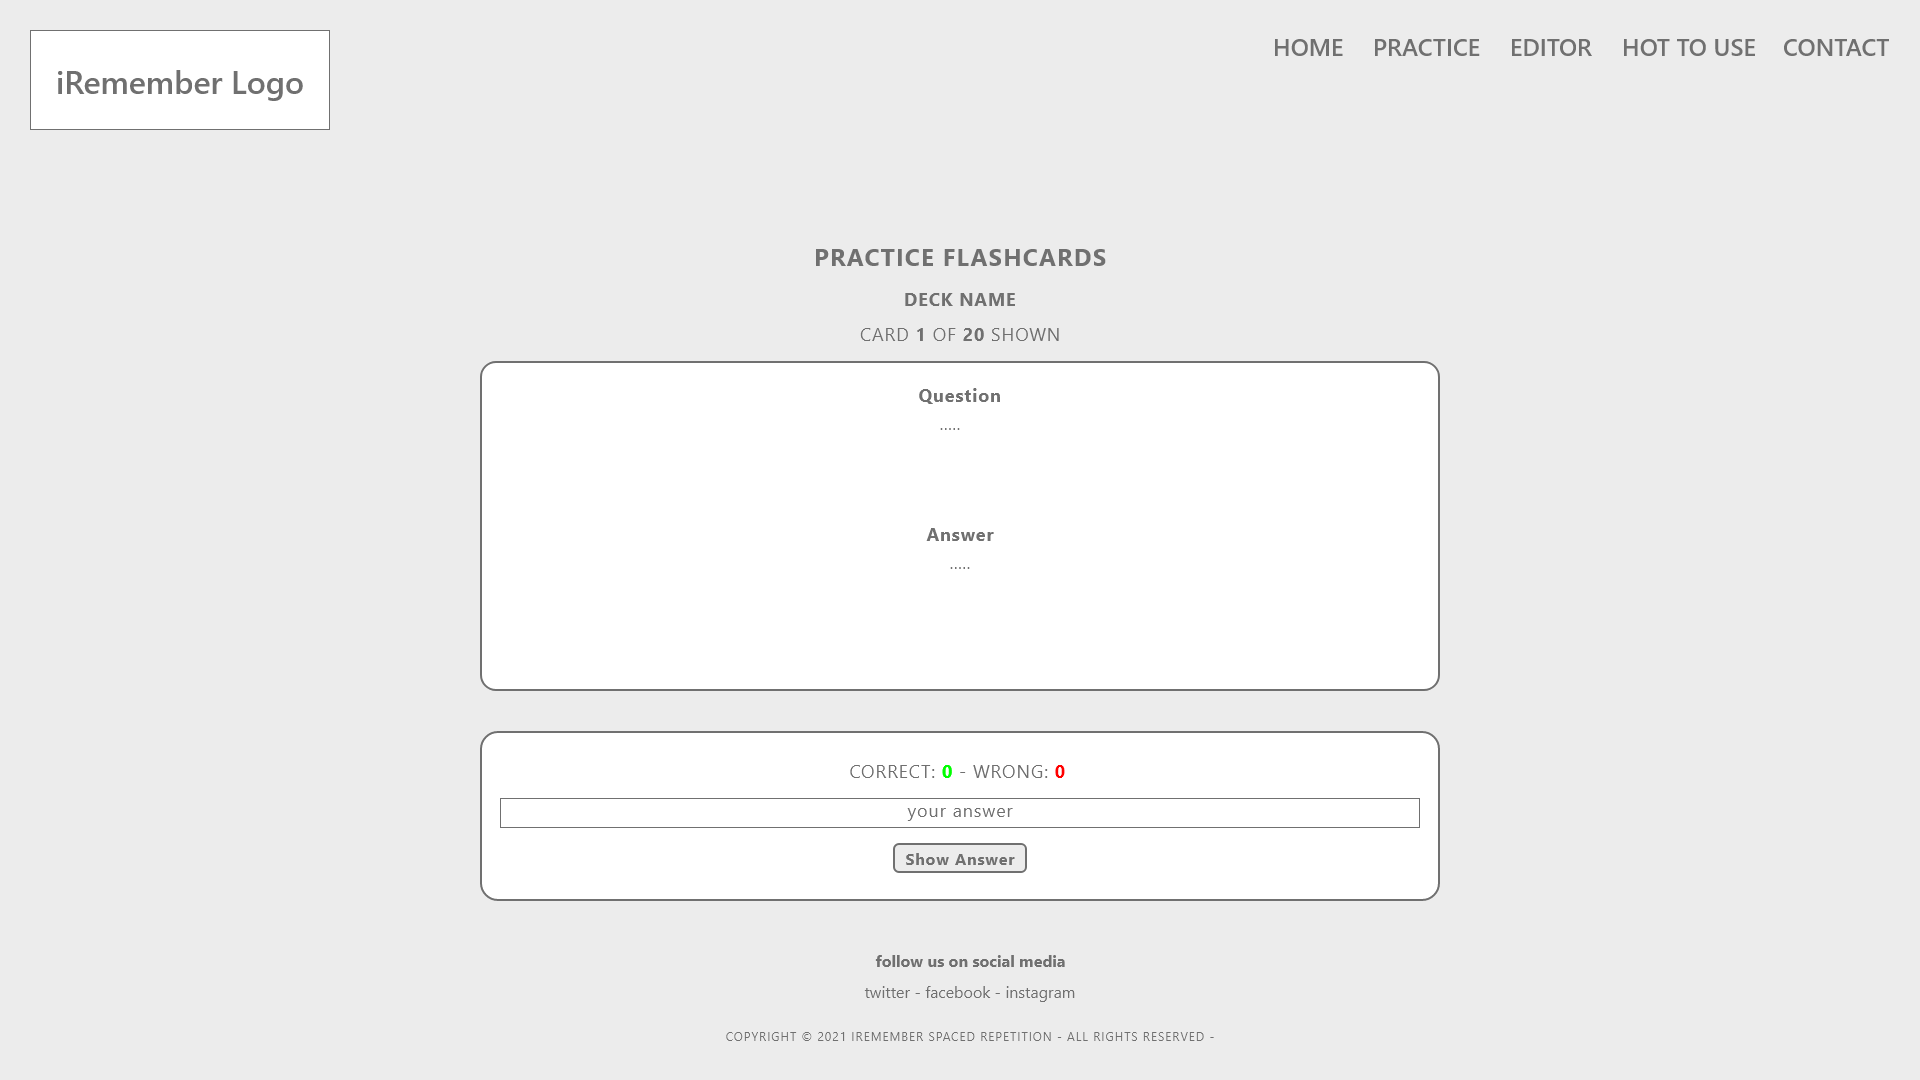 iRemember Logo
HOME PRACTICE EDITOR HOT TO USE CONTACT
PRACTICE FLASHCARDS
DECK NAME
CARD 1 OF 20 SHOWN
Question
.....
Answer
.....
CORRECT: 0 - WRONG: 0
your answer
Show Answer
follow us on social media
twitter - facebook - instagram
COPYRIGHT © 2021 IREMEMBER SPACED REPETITION - ALL RIGHTS RESERVED -